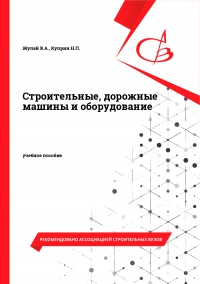 Жулай В.А., Куприн Н.П.
Строительные, дорожные
машины и оборудование
учебное пособие
РЕКОМЕНДОВАНО АССОЦИАЦИЕЙ СТРОИТЕЛЬНЫХ ВУЗОВ